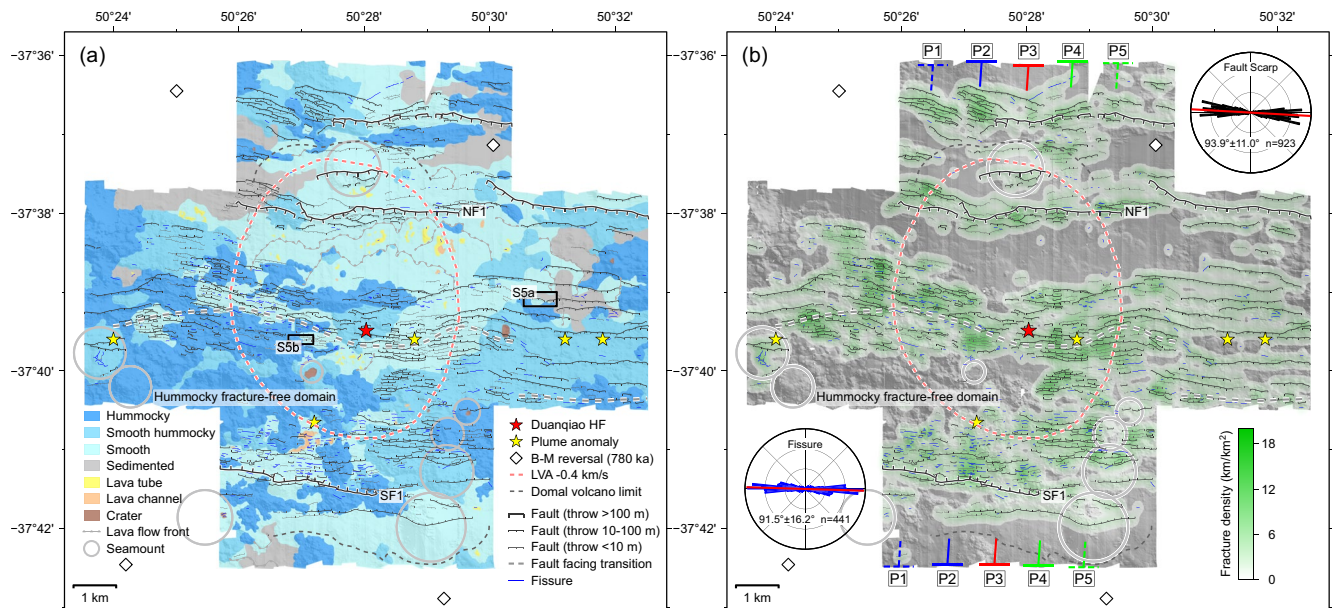 50°24'
50°26'
50°28'
50°30'
50°32'
−37°36'
−37°38'
−37°40'
−37°42'
(a)
NF1
S5a
S5b
Hummocky fracture-free domain
SF1
Hummocky
Smooth hummocky
Smooth
Sedimented
Lava tube
Lava channel
Crater
Lava flow front
Seamount
Duanqiao HF
Plume anomaly
B-M reversal (780 ka)
LVA -0.4 km/s
Domal volcano limit
Fault (throw >100 m)
Fault (throw 10-100 m)
Fault (throw <10 m)
Fault facing transition
Fissure
1 km
50°24'
50°26'
50°28'
50°30'
50°32'
−37°36'
−37°38'
−37°40'
−37°42'
(b)
P1
P2
P3
P4
P5
Fault Scarp
93.9°±11.0° n=923
NF1
Hummocky fracture-free domain
Fissure
91.5°±16.2° n=441
SF1
P1
P2
P3
P4
P5
Fracture density (km/km²)
18
12
6
0
1 km